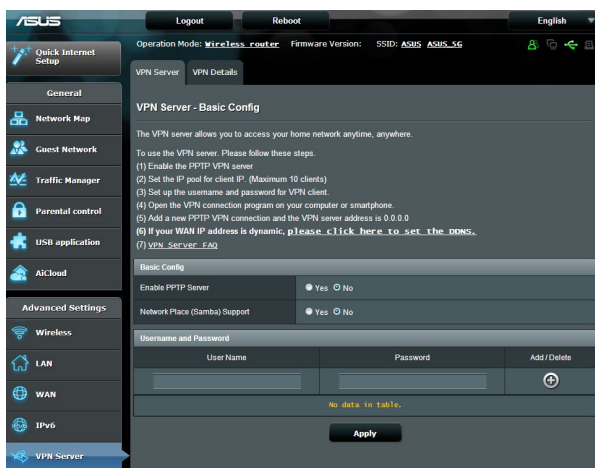 ASUS
Logout
Reboot
English
Quick Internet
Setup
Operation Mode: Wireless router Firmware Version: SSID: ASUS ASUS_5G
VPN Server
VPN Details
General
Network Map
Guest Network
Traffic Manager
Parental control
USB application
AiCloud
Advanced Settings
Wireless
LAN
WAN
IPv6
VPN Server
VPN Server - Basic Config
The VPN server allows you to access your home network anytime, anywhere.
To use the VPN server. Please follow these steps.
(1) Enable the PPTP VPN server
(2) Set the IP pool for client IP. (Maximum 10 clients)
(3) Set up the username and password for VPN client.
(4) Open the VPN connection program on your computer or smartphone.
(5) Add a new PPTP VPN connection and the VPN server address is 0.0.0.0
(6) If your WAN IP address is dynamic, please click here to set the DDNS.
(7) VPN Server FAQ
Basic Config
Enable PPTP Server
Yes No
Network Place (Samba) Support
Yes No
Username and Password
User Name
Password
Add / Delete
No data in table.
Apply